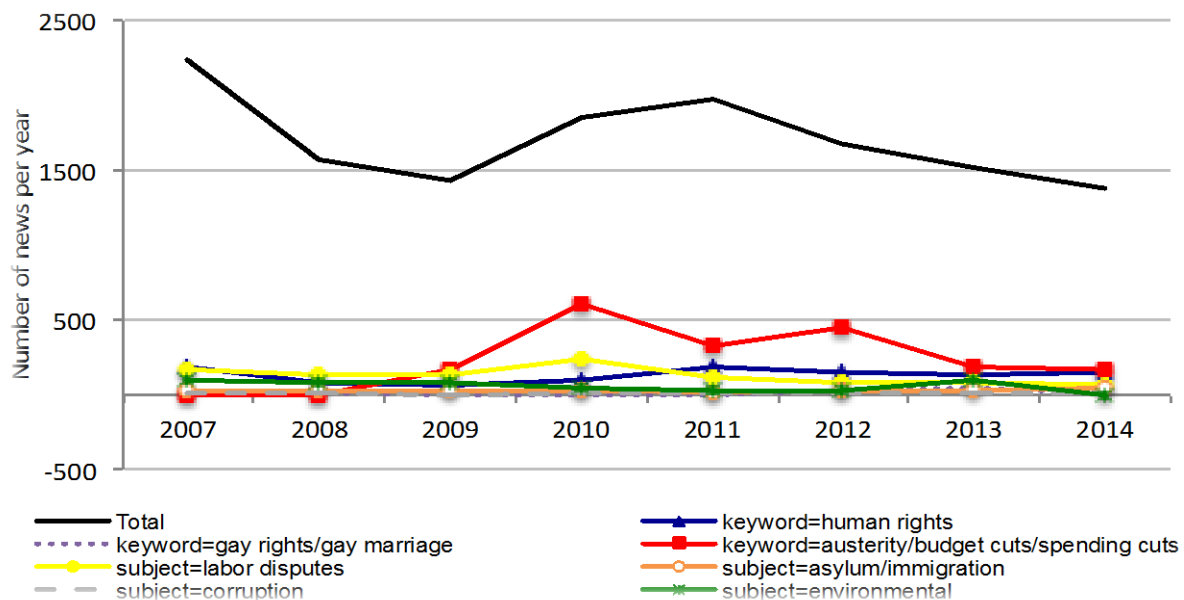 2500
1500
500
-500
Number of news per year
2007 2008 2009 2010 2011 2012 2013 2014
Total
keyword=human rights
keyword=gay rights/gay marriage
keyword=austerity/budget cuts/spending cuts
subject=labor disputes
subject=asylum/immigration
subject=corruption
subject=environmental